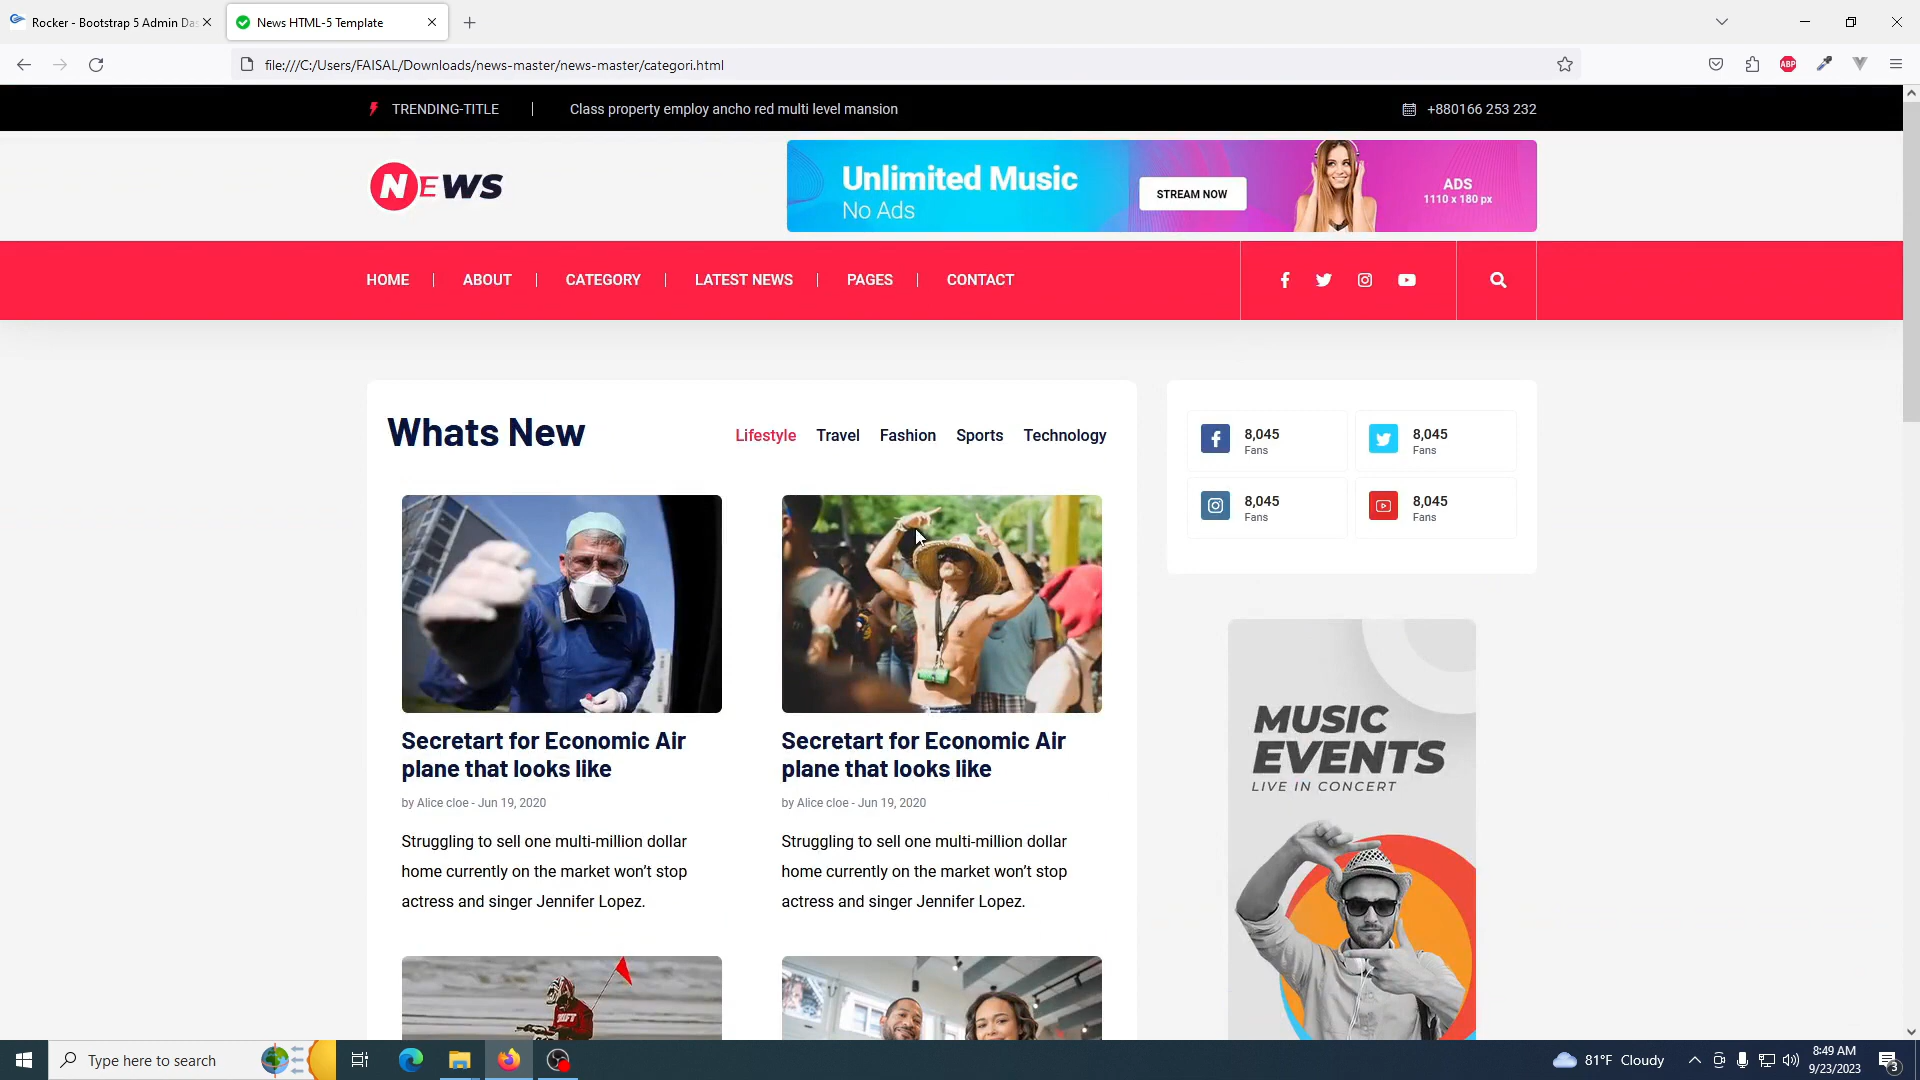 Rocker - Bootstrap 5 Admin Da
News HTML-5 Template
file:///C:/Users/FAISAL/Downloads/news-master/news-master/categori.html
ABP
TRENDING-TITLE
Class property employ ancho red multi level mansion
+880166 253 232
NEWS
Unlimited Music
No Ads
STREAM NOW
ADS
1110 x 180 px
HOME
ABOUT
CATEGORY
LATEST NEWS
PAGES
CONTACT
Whats New
Lifestyle
Travel
Fashion
Sports
Technology
8,045
Fans
8,045
Fans
8,045
Fans
8,045
Fans
Secretart for Economic Air
plane that looks like
by Alice cloe - Jun 19, 2020
Struggling to sell one multi-million dollar
home currently on the market won’t stop
actress and singer Jennifer Lopez.
Secretart for Economic Air
plane that looks like
by Alice cloe - Jun 19, 2020
Struggling to sell one multi-million dollar
home currently on the market won’t stop
actress and singer Jennifer Lopez.
MUSIC
EVENTS
LIVE IN CONCERT
Type here to search
81°F Cloudy
8:49 AM
9/23/2023
3